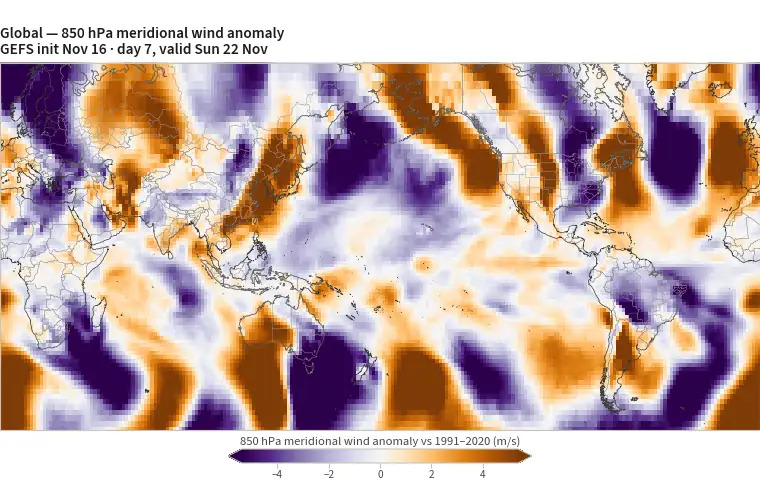 Global — 850 hPa meridional wind anomaly
GEFS init Nov 16 · day 7, valid Sun 22 Nov
850 hPa meridional wind anomaly vs 1991–2020 (m/s)
−4 −2 0 2 4